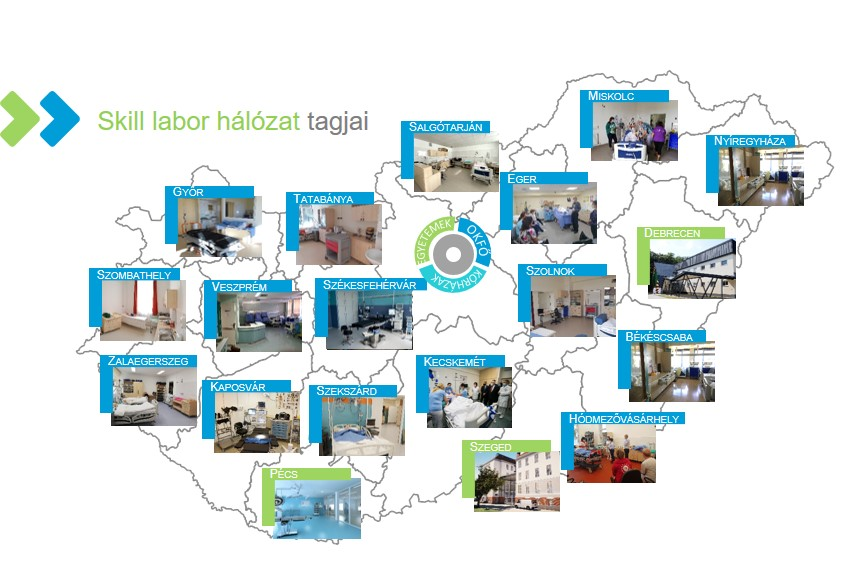 Skill labor hálózat tagjai
MISKOLC
SALGÓTARJÁN
NYÍREGYHÁZA
EGER
GYŐR
TATABÁNYA
EGYETEMEK
OKFŐ
KÓRHÁZAK
DEBRECEN
SZOMBATHELY
VESZPRÉM
SZÉKESFEHÉRVÁR
SZOLNOK
BÉKÉSCSABA
ZALAEGERSZEG
KECSKEMÉT
KAPOSVÁR
SZEKSZÁRD
HÓDMEZŐVÁSÁRHELY
SZEGED
PÉCS